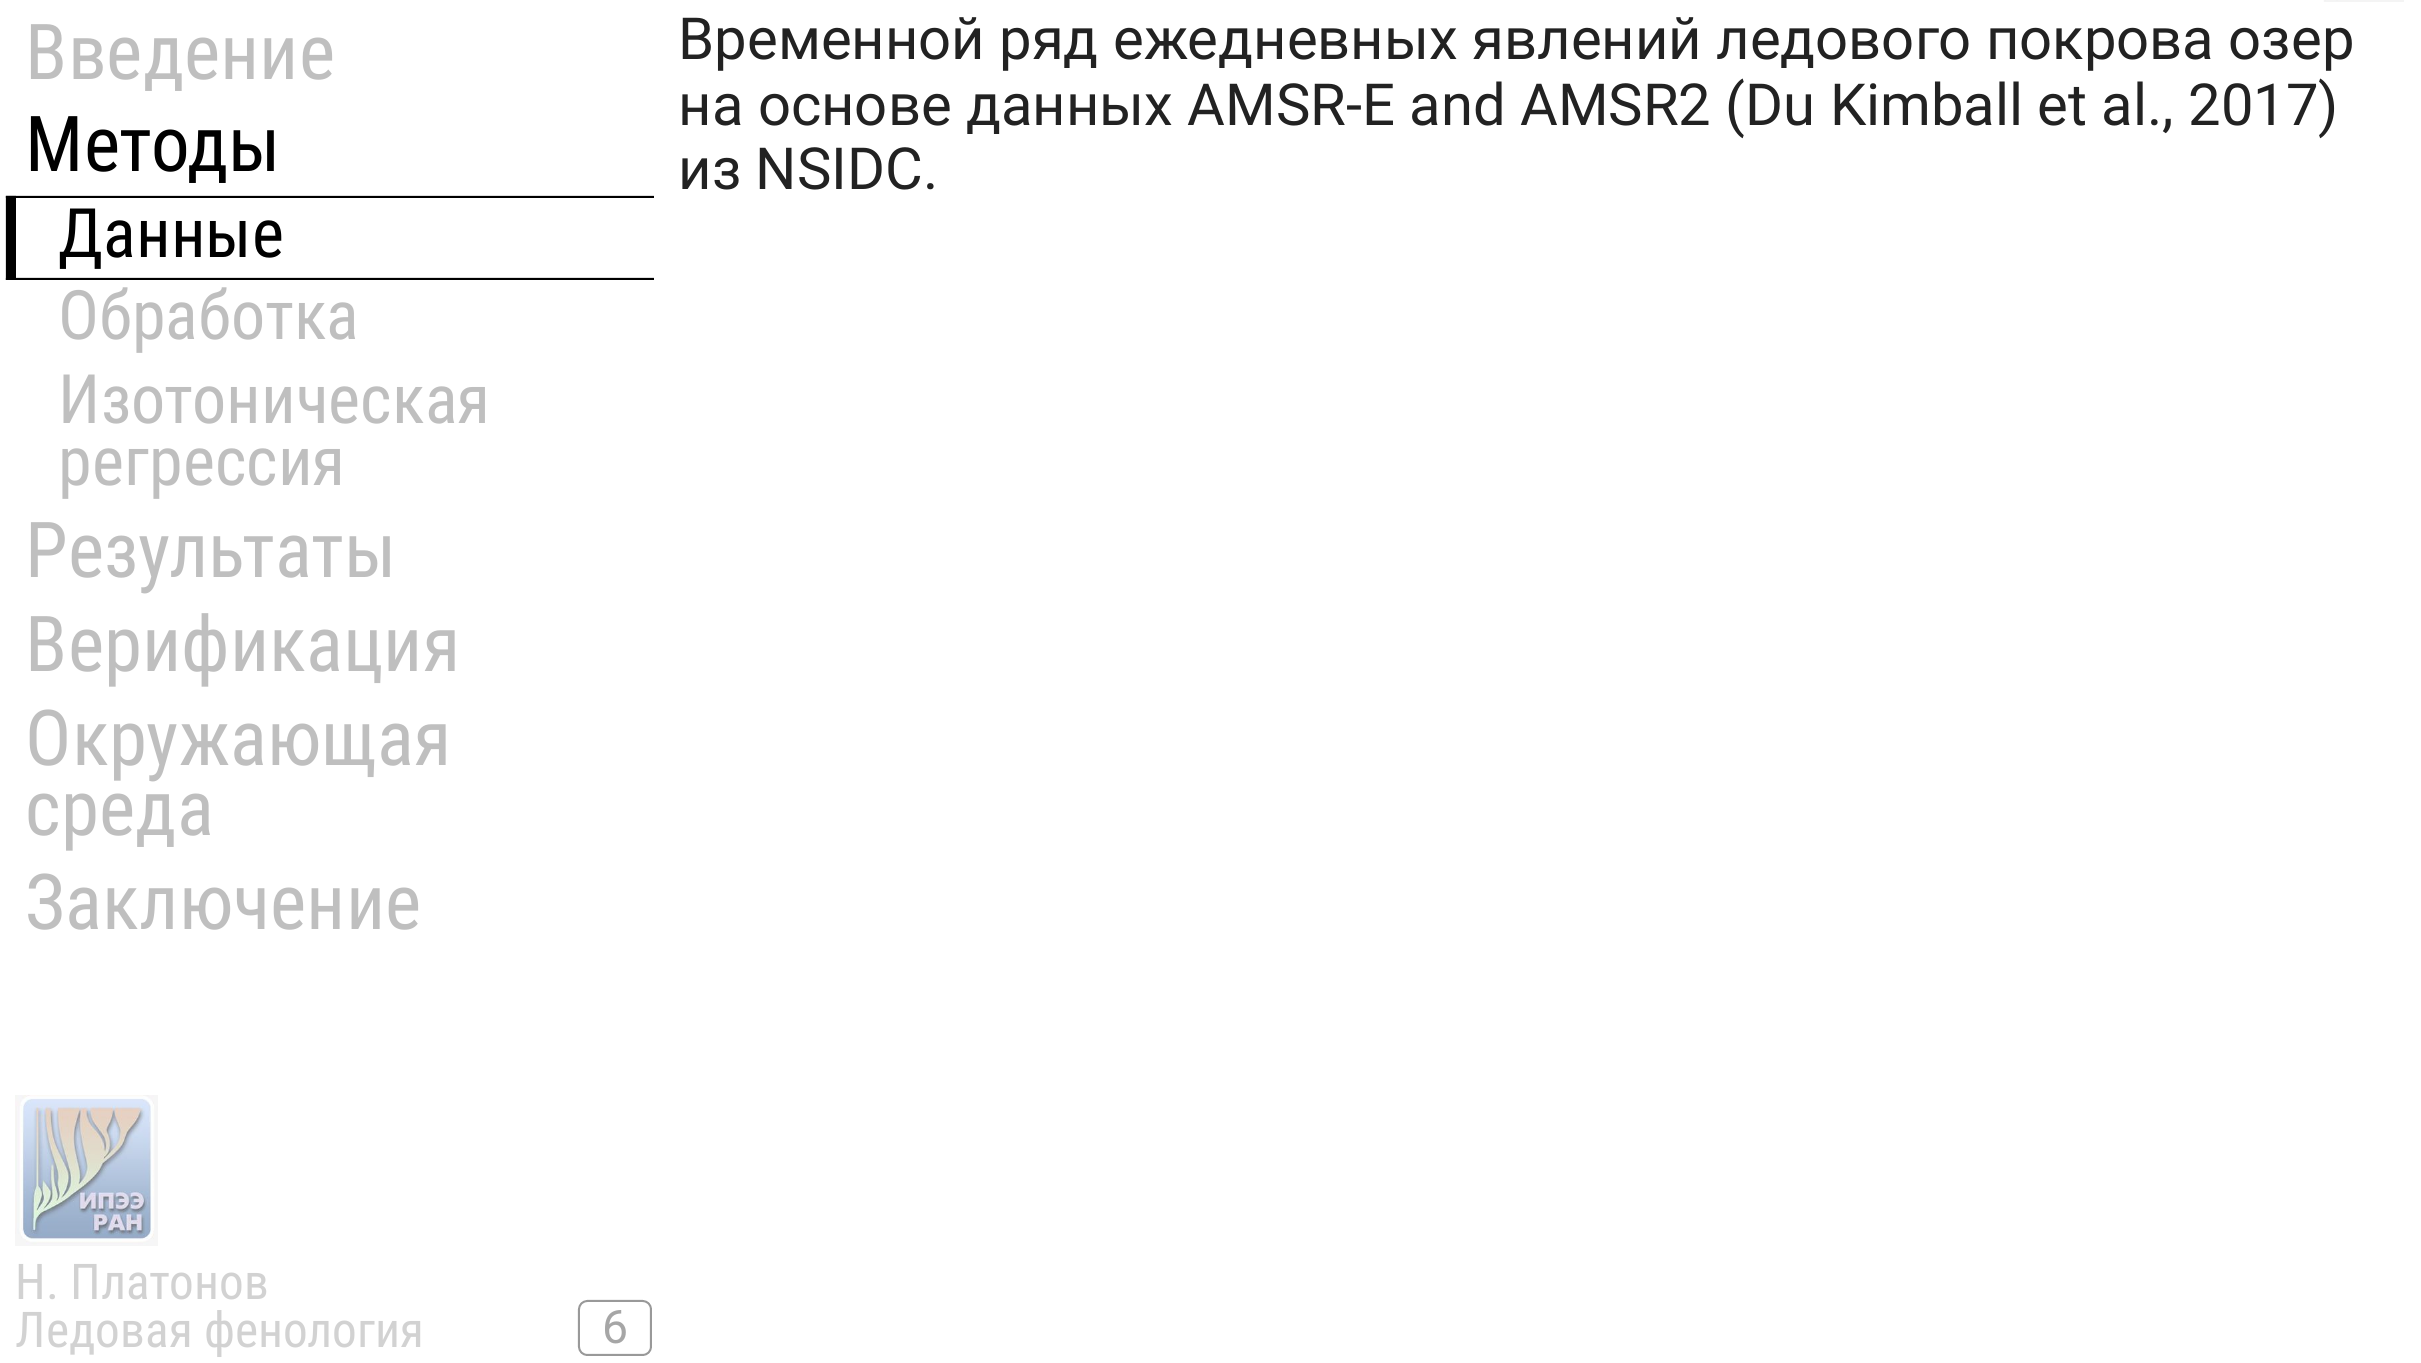 Введение
Методы
Данные
Обработка
Изотоническая
регрессия
Результаты
Верификация
Окружающая
среда
Заключение
ИПЭЭ
РАН
Н. Платонов
Ледовая фенология
6
Временной ряд ежедневных явлений ледового покрова озер
на основе данных AMSR-E and AMSR2 (Du Kimball et al., 2017)
из NSIDC.